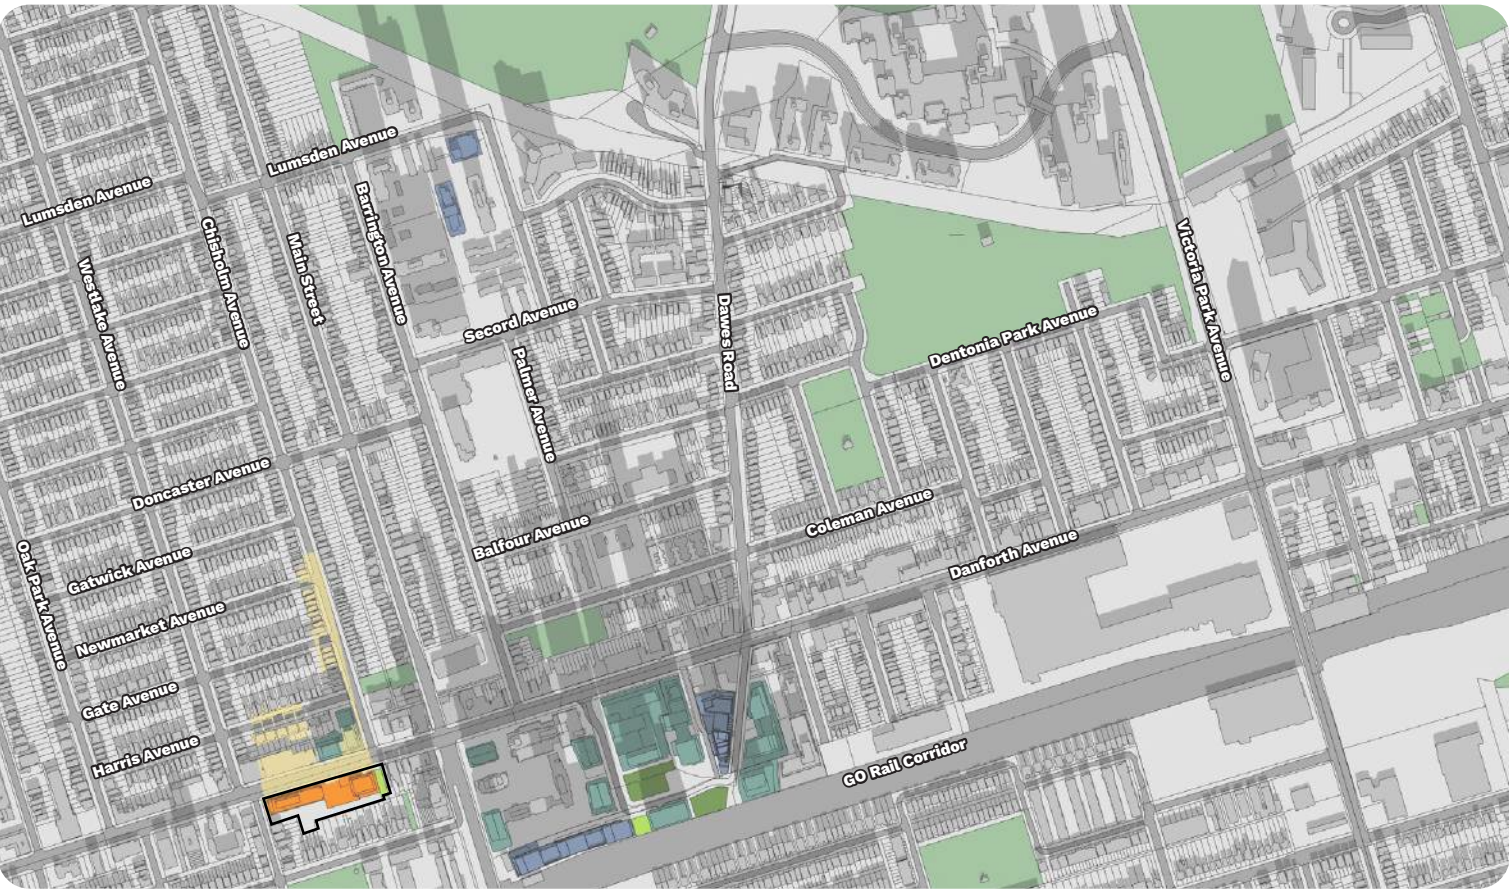 Lumsden Avenue
Lumsden Avenue
Barrington Avenue
Chisholm Avenue
Main Street
Westlake Avenue
Victoria Park Avenue
Secord Avenue
Dawes Road
Dentonia Park Avenue
Palmer Avenue
Doncaster Avenue
Coleman Avenue
Balfour Avenue
Danforth Avenue
Oak Park Avenue
Gatwick Avenue
Newmarket Avenue
Gate Avenue
Harris Avenue
GO Rail Corridor